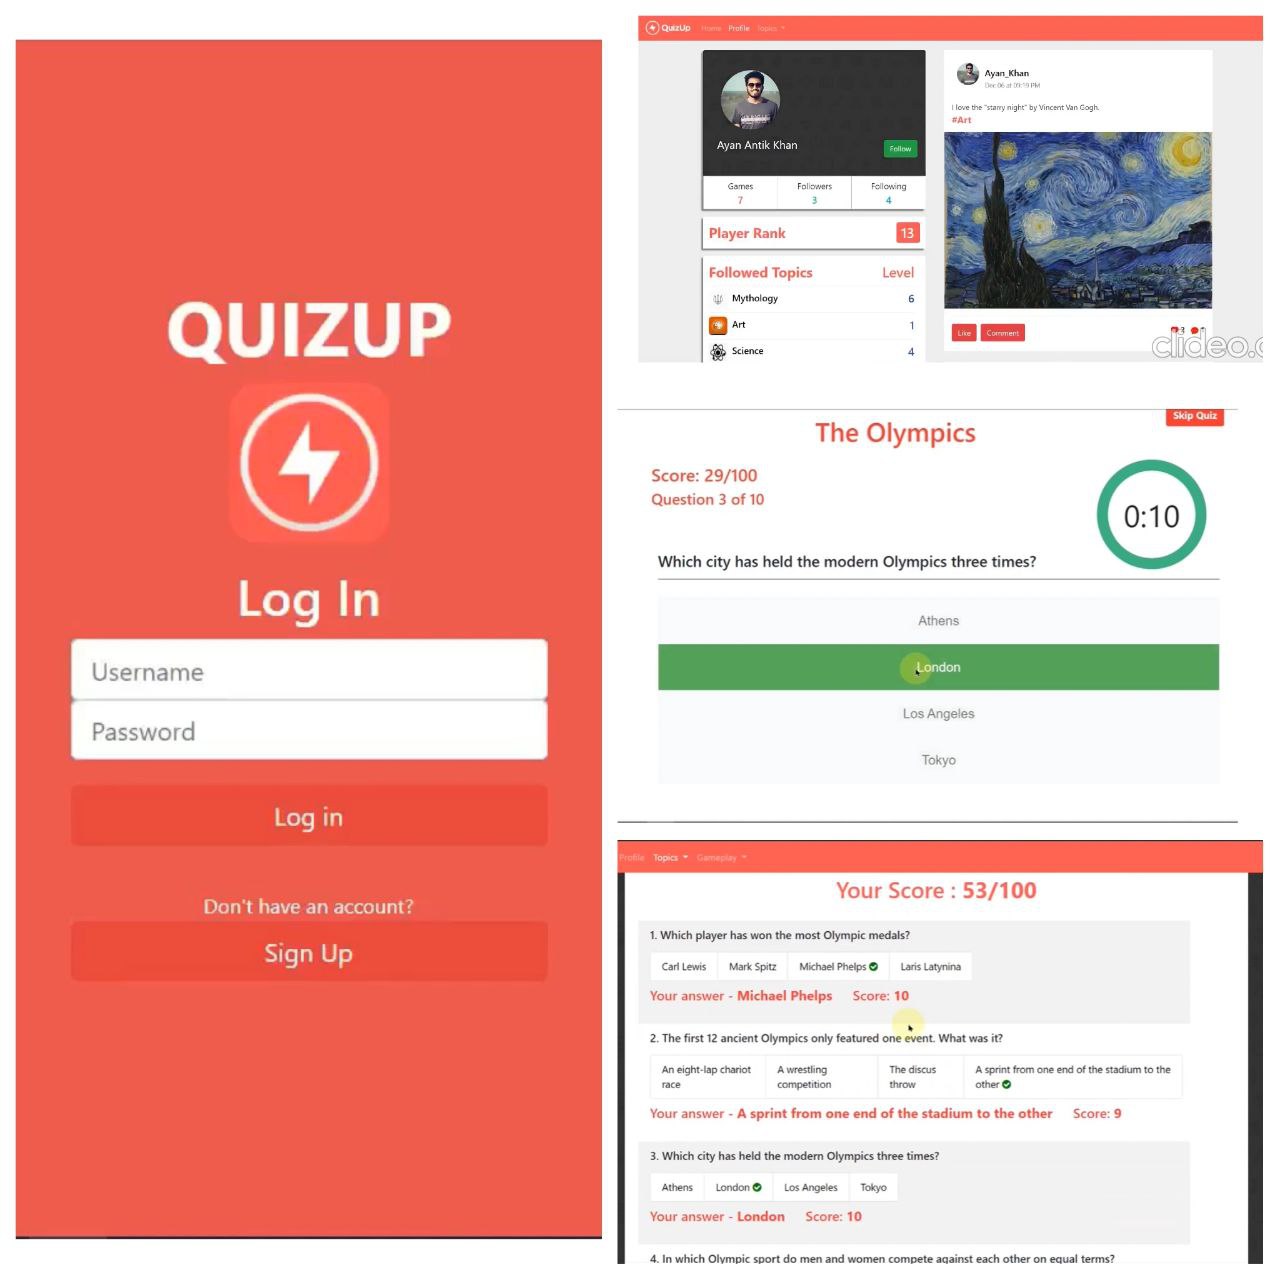 QUIZUP
Log In
Username
Password
Log in
Don't have an account?
Sign Up
QuizUp Home Profile Topics
Ayan Antik Khan
Follow
Games Followers Following
7 3 4
Player Rank 13
Followed Topics Level
Mythology 6
Art 1
Science 4
Ayan_Khan
Dec 06 at 09:19 PM
I love the "starry night" by Vincent Van Gogh.
#Art
Like Comment 3
clideo.c
Skip Quiz
The Olympics
Score: 29/100
Question 3 of 10
0:10
Which city has held the modern Olympics three times?
Athens
London
Los Angeles
Tokyo
Profile Topics Gameplay
Your Score : 53/100
1. Which player has won the most Olympic medals?
Carl Lewis Mark Spitz Michael Phelps Laris Latynina
Your answer - Michael Phelps Score: 10
2. The first 12 ancient Olympics only featured one event. What was it?
An eight-lap chariot race
A wrestling competition
The discus throw
A sprint from one end of the stadium to the other
Your answer - A sprint from one end of the stadium to the other Score: 9
3. Which city has held the modern Olympics three times?
Athens London Los Angeles Tokyo
Your answer - London Score: 10
4. In which Olympic sport do men and women compete against each other on equal terms?